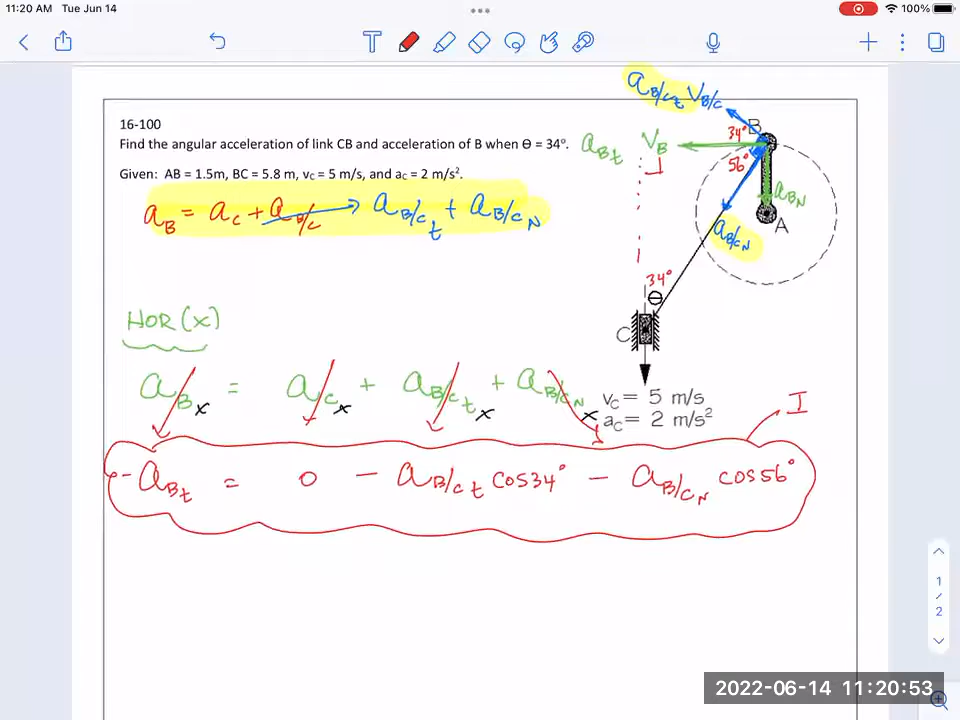 11:20 AM Tue Jun 14
100%
T
16-100
Find the angular acceleration of link CB and acceleration of B when Ө = 34°.
Given: AB = 1.5m, BC = 5.8 m, vC = 5 m/s, and aC = 2 m/s².
aB = aC + aB/C → aB/Ct + aB/CN
aB/Ct VB/C
B
34°
aBt VB
56°
aBN
A
aB/CN
34°
Ө
C
vC = 5 m/s
aC = 2 m/s²
HOR (x)
aBx = aCx + aB/Ctx + aB/CNx
I
- aBt = 0 - aB/Ct cos34° - aB/CN cos56°
1
/
2
2022-06-14 11:20:53